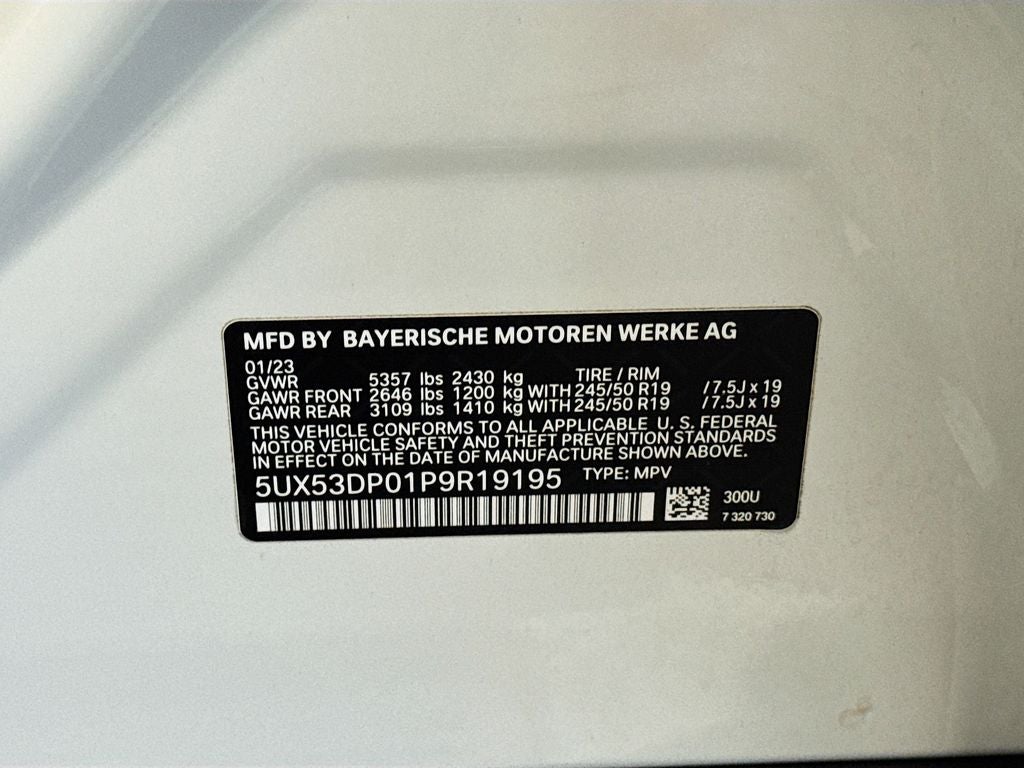 MFD BY BAYERISCHE MOTOREN WERKE AG
01/23 TIRE / RIM
GVWR 5357 lbs 2430 kg
GAWR FRONT 2646 lbs 1200 kg WITH 245/50 R19 / 7.5J x 19
GAWR REAR 3109 lbs 1410 kg WITH 245/50 R19 / 7.5J x 19
THIS VEHICLE CONFORMS TO ALL APPLICABLE U. S. FEDERAL
MOTOR VEHICLE SAFETY AND THEFT PREVENTION STANDARDS
IN EFFECT ON THE DATE OF MANUFACTURE SHOWN ABOVE.
5UX53DP01P9R19195 TYPE: MPV
300U
7 320 730